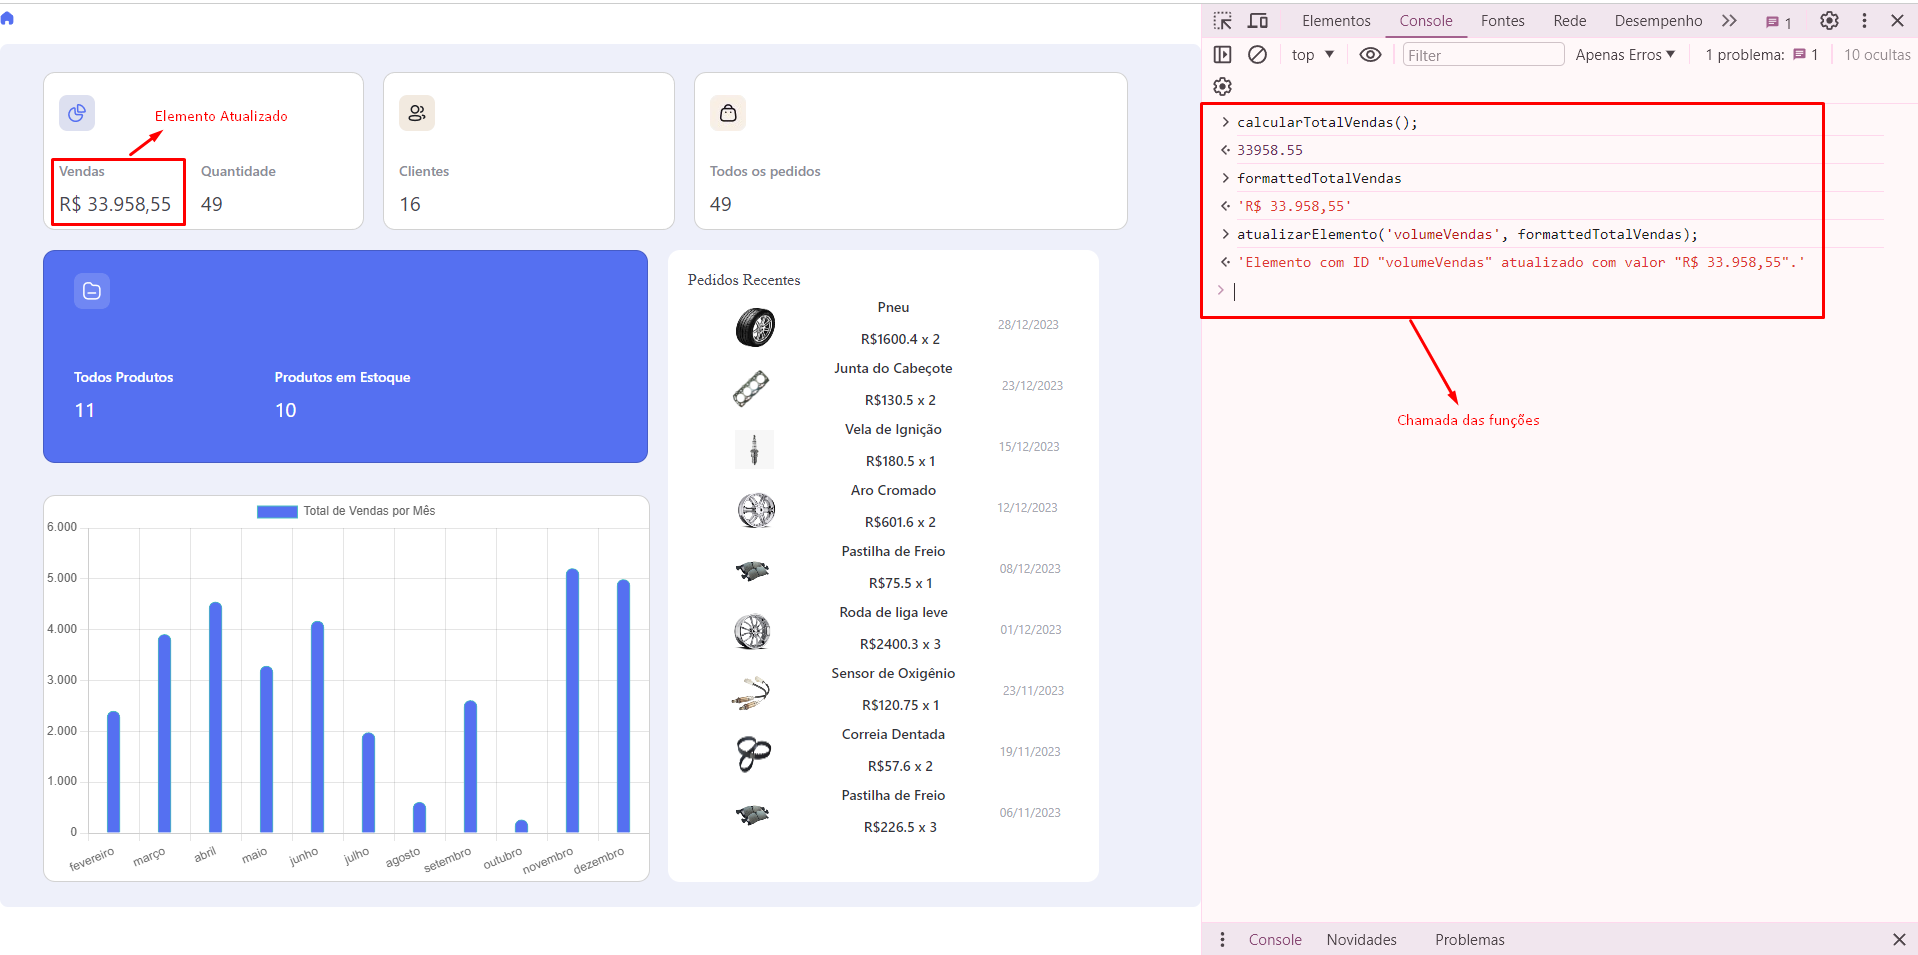 Elemento Atualizado
Vendas
R$ 33.958,55
Quantidade
49
Clientes
16
Todos os pedidos
49
Todos Produtos
11
Produtos em Estoque
10
Total de Vendas por Mês
6.000
5.000
4.000
3.000
2.000
1.000
0
fevereiro
março
abril
maio
junho
julho
agosto
setembro
outubro
novembro
dezembro
Pedidos Recentes
Pneu
R$1600.4 x 2
28/12/2023
Junta do Cabeçote
R$130.5 x 2
23/12/2023
Vela de Ignição
R$180.5 x 1
15/12/2023
Aro Cromado
R$601.6 x 2
12/12/2023
Pastilha de Freio
R$75.5 x 1
08/12/2023
Roda de liga leve
R$2400.3 x 3
01/12/2023
Sensor de Oxigênio
R$120.75 x 1
23/11/2023
Correia Dentada
R$57.6 x 2
19/11/2023
Pastilha de Freio
R$226.5 x 3
06/11/2023
Elementos Console Fontes Rede Desempenho 1
top Filter Apenas Erros 1 problema: 1 10 ocultas
calcularTotalVendas();
33958.55
formattedTotalVendas
'R$ 33.958,55'
atualizarElemento('volumeVendas', formattedTotalVendas);
'Elemento com ID "volumeVendas" atualizado com valor "R$ 33.958,55".'
Chamada das funções
Console Novidades Problemas